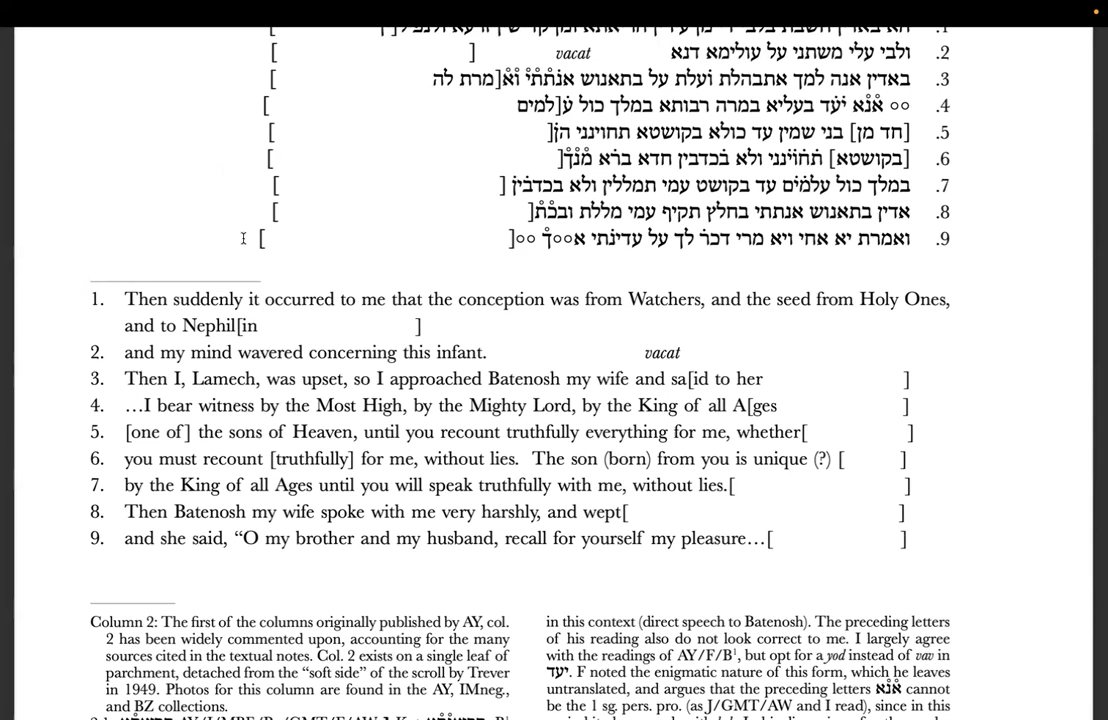 [ ] vacat ולבי עלי משתני על עולימא דנא .2
[ באדין אנה למך אתבהלת ועלת על בתאנוש אנ̊ת̊ת̊י̊ וא̊]מרת לה .3
[ ○○ א̊נ̊א יו̊ע̊ד בעליא במרה רבותא במלך כול ע̊]למים .4
[ [חד מן] בני שמין עד כולא בקושטא תחוינני הן̊] .5
[ [בקושטא] ת̊ח̊ו̊י̊נני ולא ב̊כדבין חדא בר̊א מ̊נ̊ך̊] .6
[ במלך כול עלמ̊י̊ם עד בקושט עמי תמללין ולא בכדב̊י̊ן] .7
[ אדין בתאנוש אנתתי בחלץ תקיף עמי מללת ובכ̊ת̊] .8
[ ואמרת יא אחי ויא מרי דכר̊ לך על עדינ̊תי א○○ך̊ ○○] .9
1. Then suddenly it occurred to me that the conception was from Watchers, and the seed from Holy Ones,
and to Nephil[in ]
2. and my mind wavered concerning this infant. vacat
3. Then I, Lamech, was upset, so I approached Batenosh my wife and sa[id to her ]
4. …I bear witness by the Most High, by the Mighty Lord, by the King of all A[ges ]
5. [one of] the sons of Heaven, until you recount truthfully everything for me, whether[ ]
6. you must recount [truthfully] for me, without lies. The son (born) from you is unique (?) [ ]
7. by the King of all Ages until you will speak truthfully with me, without lies.[ ]
8. Then Batenosh my wife spoke with me very harshly, and wept[ ]
9. and she said, “O my brother and my husband, recall for yourself my pleasure…[ ]
Column 2: The first of the columns originally published by AY, col.
2 has been widely commented upon, accounting for the many
sources cited in the textual notes. Col. 2 exists on a single leaf of
parchment, detached from the “soft side” of the scroll by Trever
in 1949. Photos for this column are found in the AY, IMneg.,
and BZ collections.
in this context (direct speech to Batenosh). The preceding letters
of his reading also do not look correct to me. I largely agree
with the readings of AY/F/B¹, but opt for a yod instead of vav in
יעד. F noted the enigmatic nature of this form, which he leaves
untranslated, and argues that the preceding letters א̊נ̊א cannot
be the 1 sg. pers. pro. (as J/GMT/AW and I read), since in this